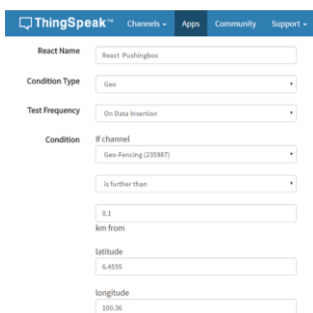 ThingSpeak™ Channels Apps Community Support
React Name React Pushingbox
Condition Type Geo
Test Frequency On Data Insertion
Condition If channel
Geo-Fencing (235987)
is further than
0.1
km from
latitude
6.4595
longitude
100.36